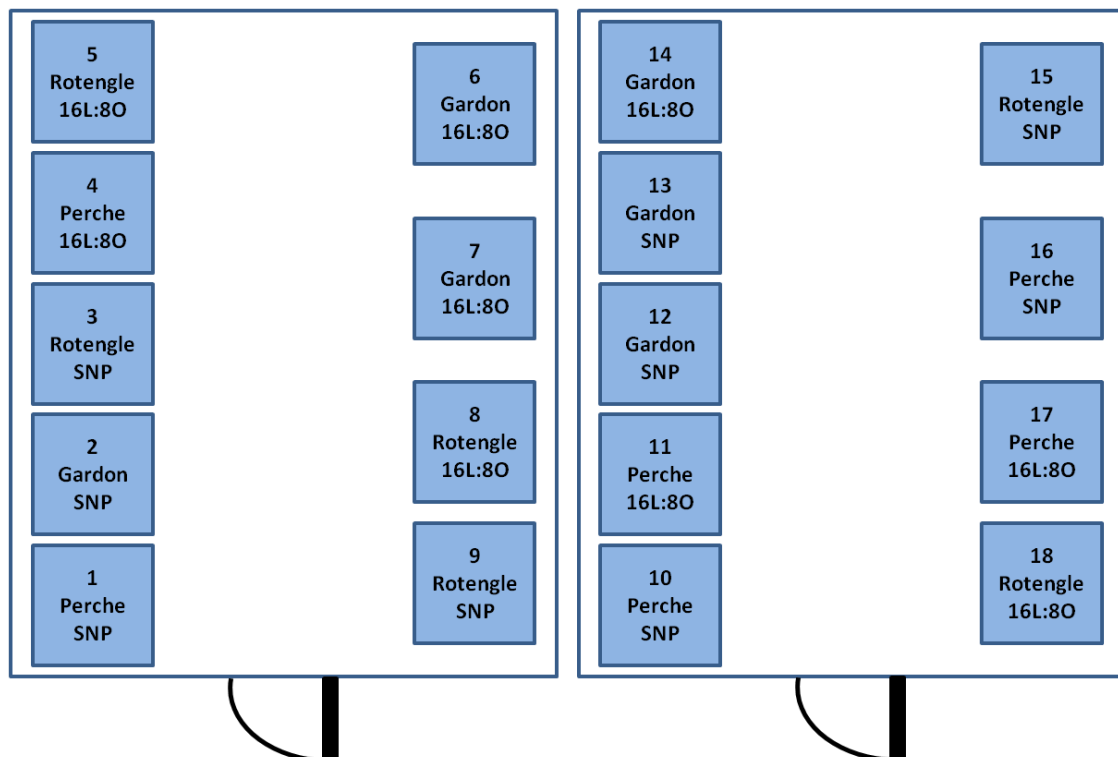 5
Rotengle
16L:8O
4
Perche
16L:8O
3
Rotengle
SNP
2
Gardon
SNP
1
Perche
SNP
6
Gardon
16L:8O
7
Gardon
16L:8O
8
Rotengle
16L:8O
9
Rotengle
SNP
14
Gardon
16L:8O
13
Gardon
SNP
12
Gardon
SNP
11
Perche
16L:8O
10
Perche
SNP
15
Rotengle
SNP
16
Perche
SNP
17
Perche
16L:8O
18
Rotengle
16L:8O